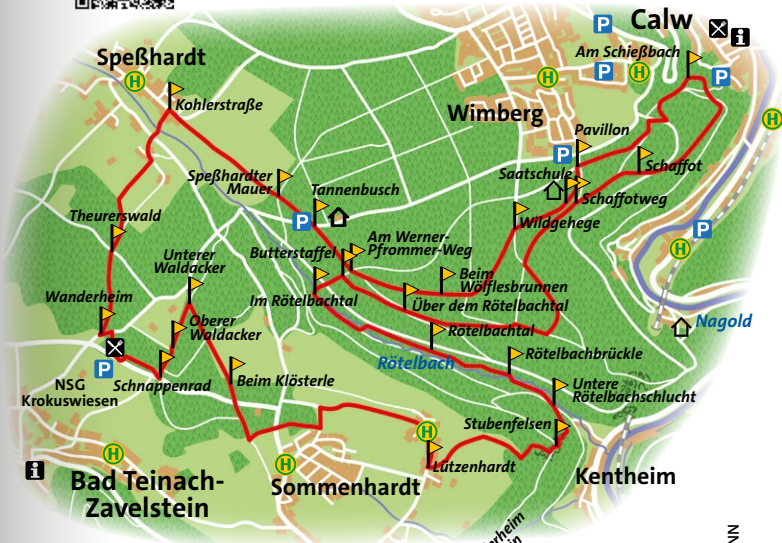 Calw
Speßhardt
Am Schießbach
Kohlerstraße
Wimberg
Pavillon
Saatschule
Schaffot
Schaffotweg
Speßhardter
Mauer
Tannenbusch
Wildgehege
Theurerswald
Unterer
Waldacker
Butterstaffel
Am Werner-
Pfrommer-Weg
Beim
Wölflesbrunnen
Im Rötelbachtal
Über dem Rötelbachtal
Wanderheim
Oberer
Waldacker
Rötelbachtal
Nagold
Rötelbach
Rötelbachbrückle
NSG
Krokuswiesen
Schnappenrad
Beim Klösterle
Untere
Rötelbachschlucht
Stubenfelsen
Lützenhardt
Kentheim
Bad Teinach-
Zavelstein
Sommenhardt
P
P
P
P
P
P
P
H
H
H
H
H
H
H
H
i
i